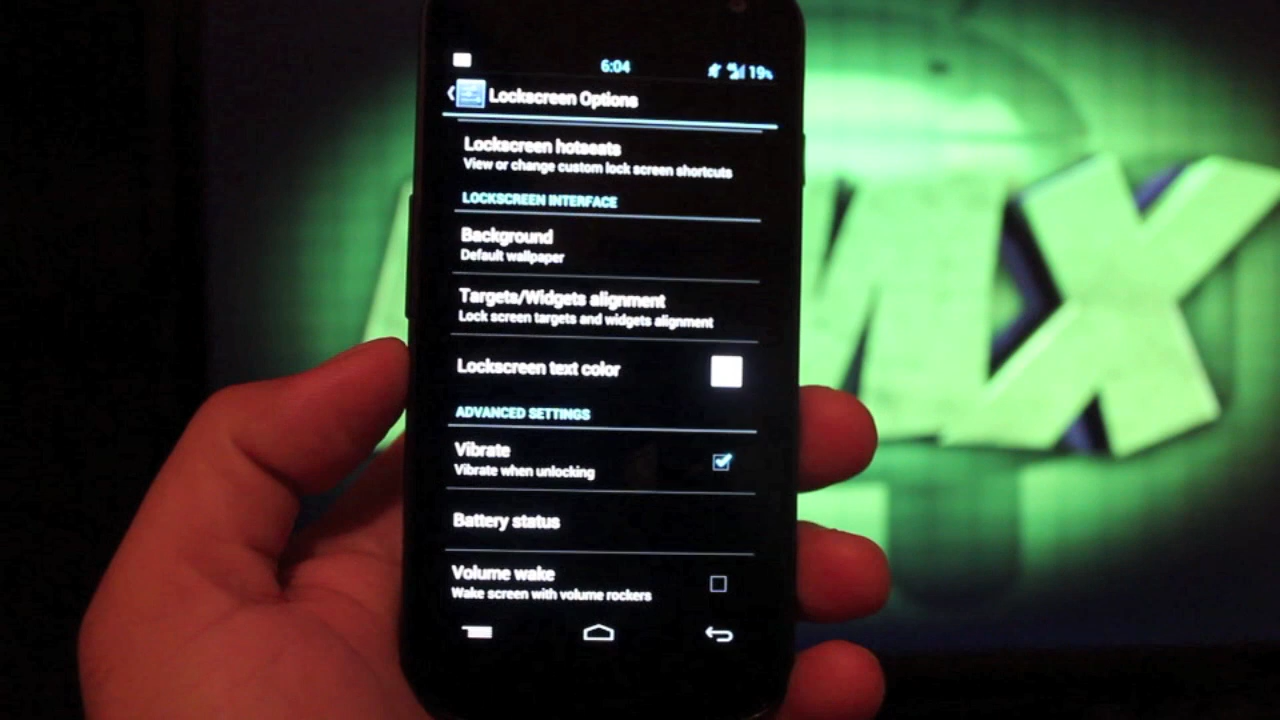 6:04
4G 19%
Lockscreen Options
Lockscreen hotseats
View or change custom lock screen shortcuts
LOCKSCREEN INTERFACE
Background
Default wallpaper
Targets/Widgets alignment
Lock screen targets and widgets alignment
Lockscreen text color
ADVANCED SETTINGS
Vibrate
Vibrate when unlocking
Battery status
Volume wake
Wake screen with volume rockers